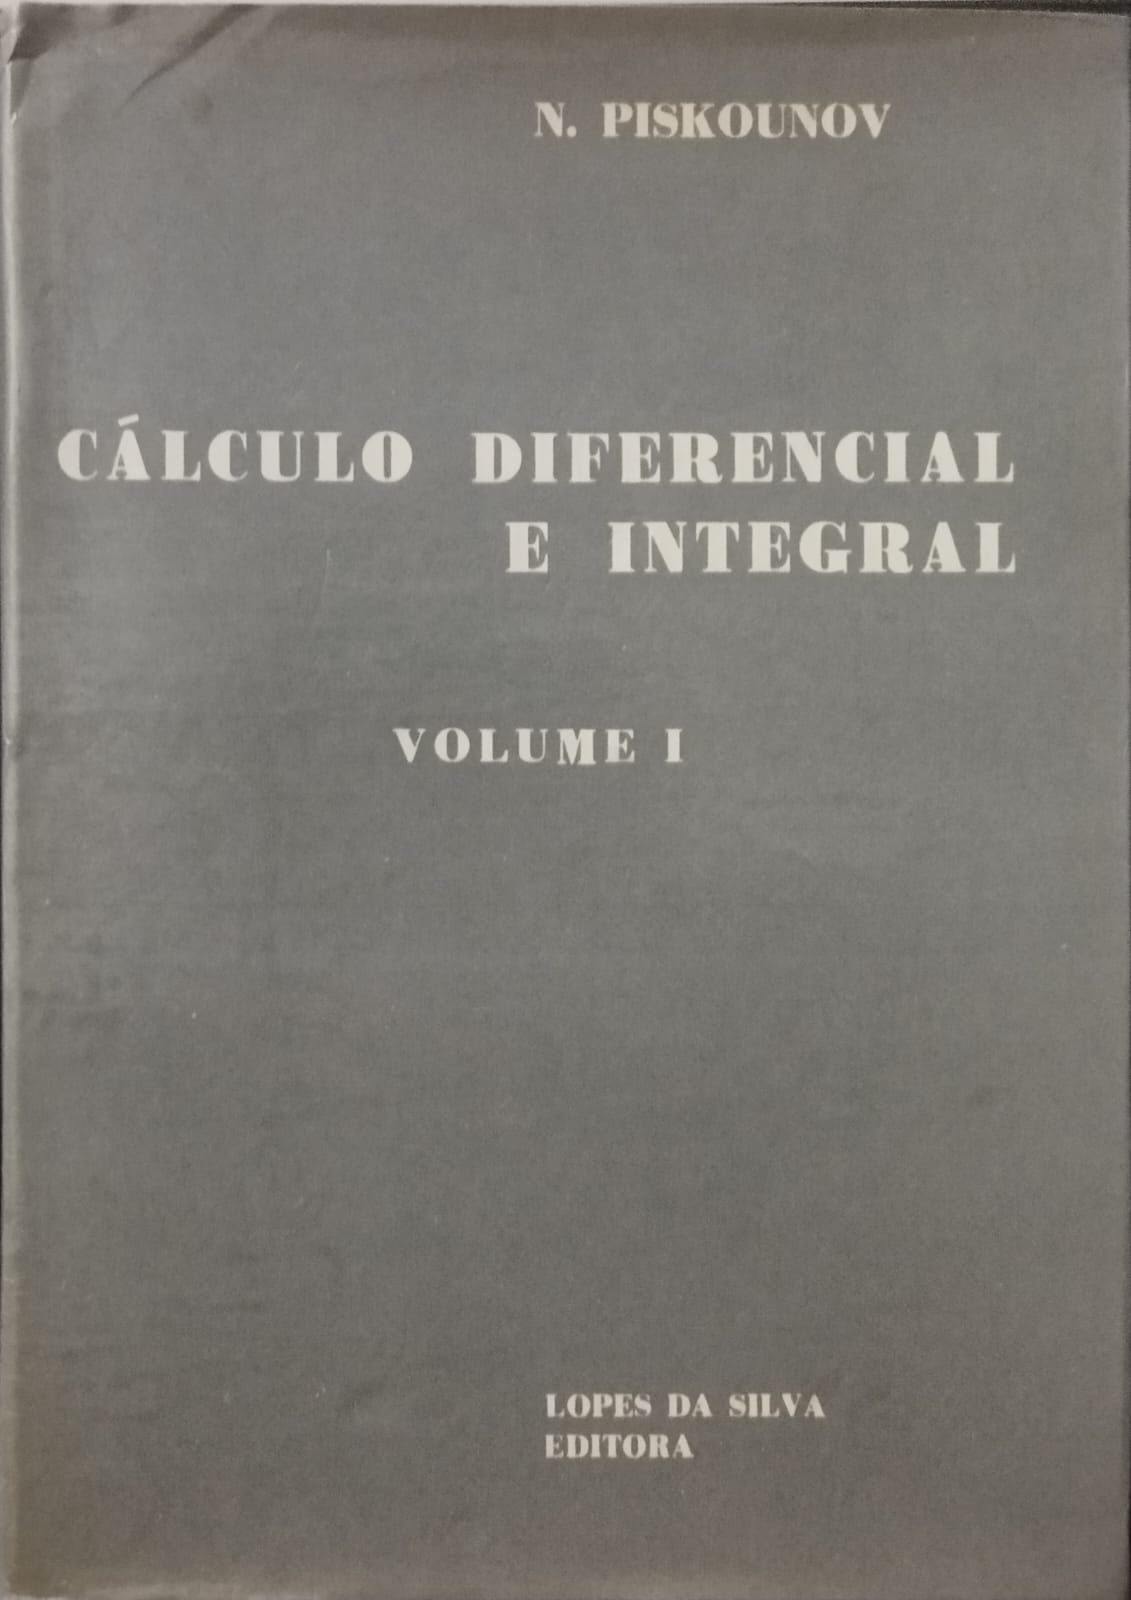 N. PISKOUNOV
CÁLCULO DIFERENCIAL
E INTEGRAL
VOLUME I
LOPES DA SILVA
EDITORA